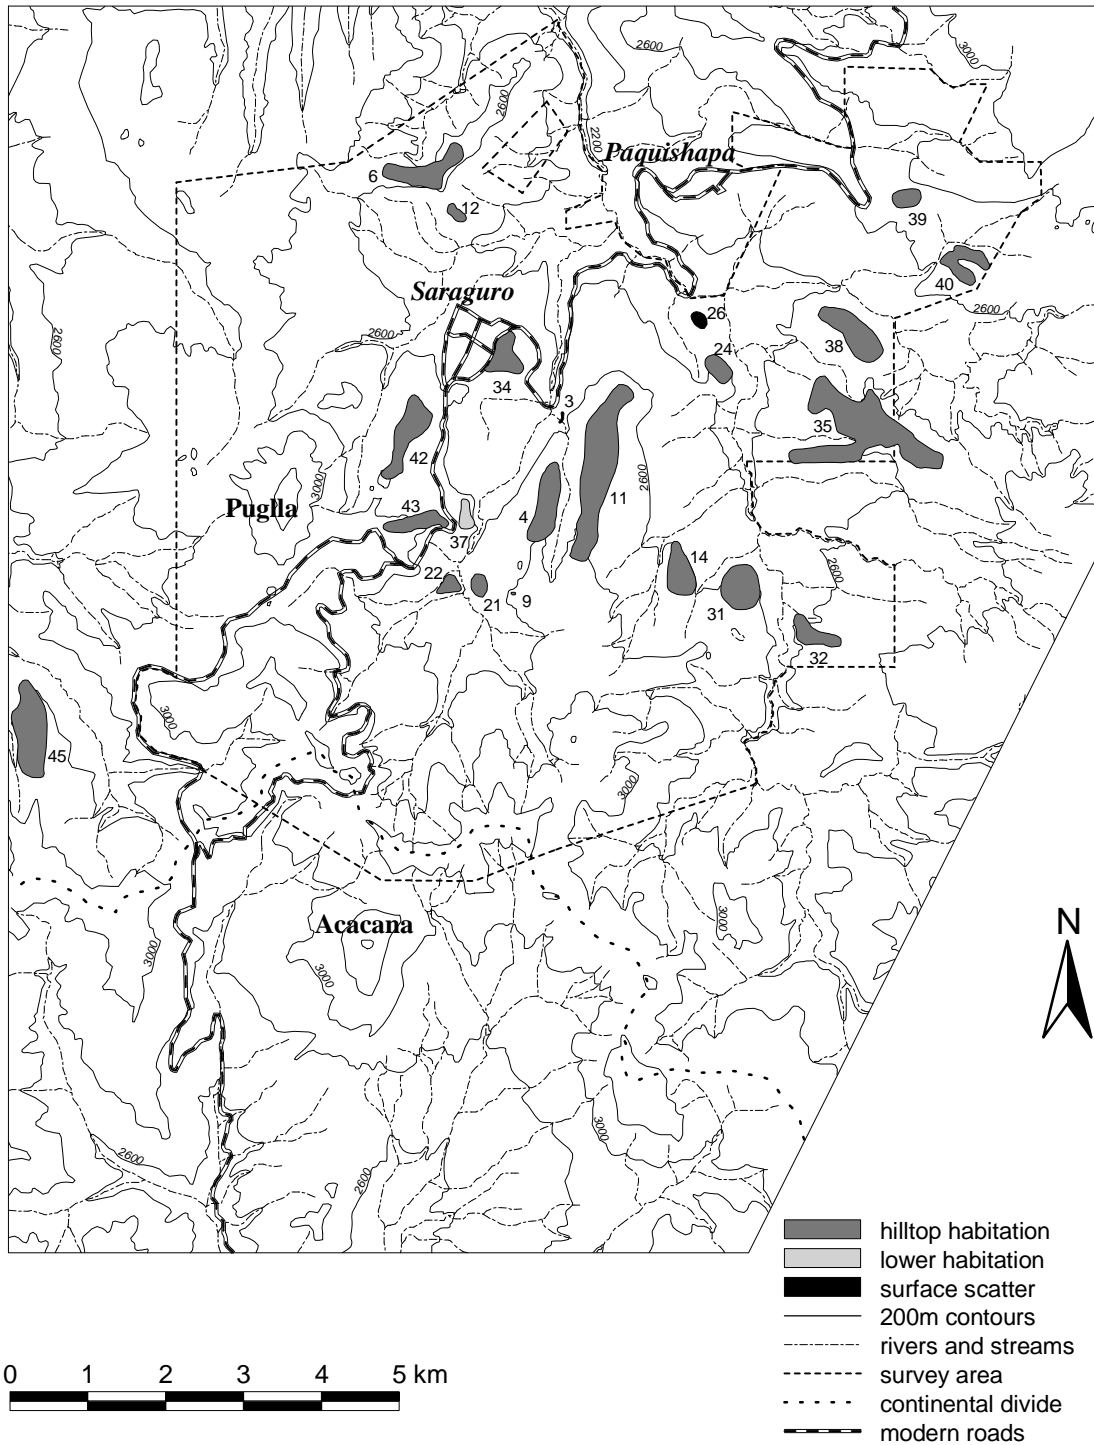 2600
3000
2600
2200
Paquishapa
6
12
39
40
2600
Saraguro
26
2600
2600
24
38
34
3
35
42
3000
2600
Puglla
43
11
4
37
14
2600
22
21
9
31
32
3000
45
3000
Acacana
3000
3000
3000
N
3000
2600
2600
hilltop habitation
lower habitation
surface scatter
200m contours
rivers and streams
survey area
continental divide
modern roads
0 1 2 3 4 5 km